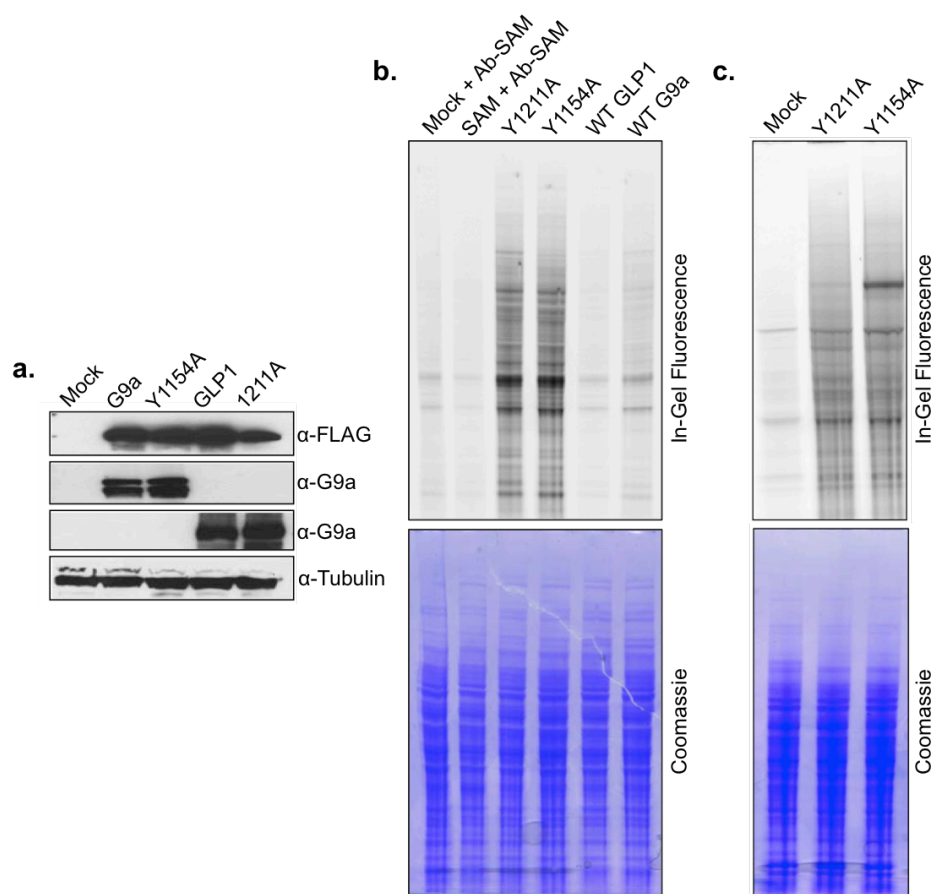 b.
Mock + Ab-SAM
SAM + Ab-SAM
Y1211A
Y1154A
WT GLP1
WT G9a
In-Gel Fluorescence
Coomassie
c.
Mock
Y1211A
Y1154A
In-Gel Fluorescence
Coomassie
a.
Mock
G9a
Y1154A
GLP1
1211A
α-FLAG
α-G9a
α-G9a
α-Tubulin